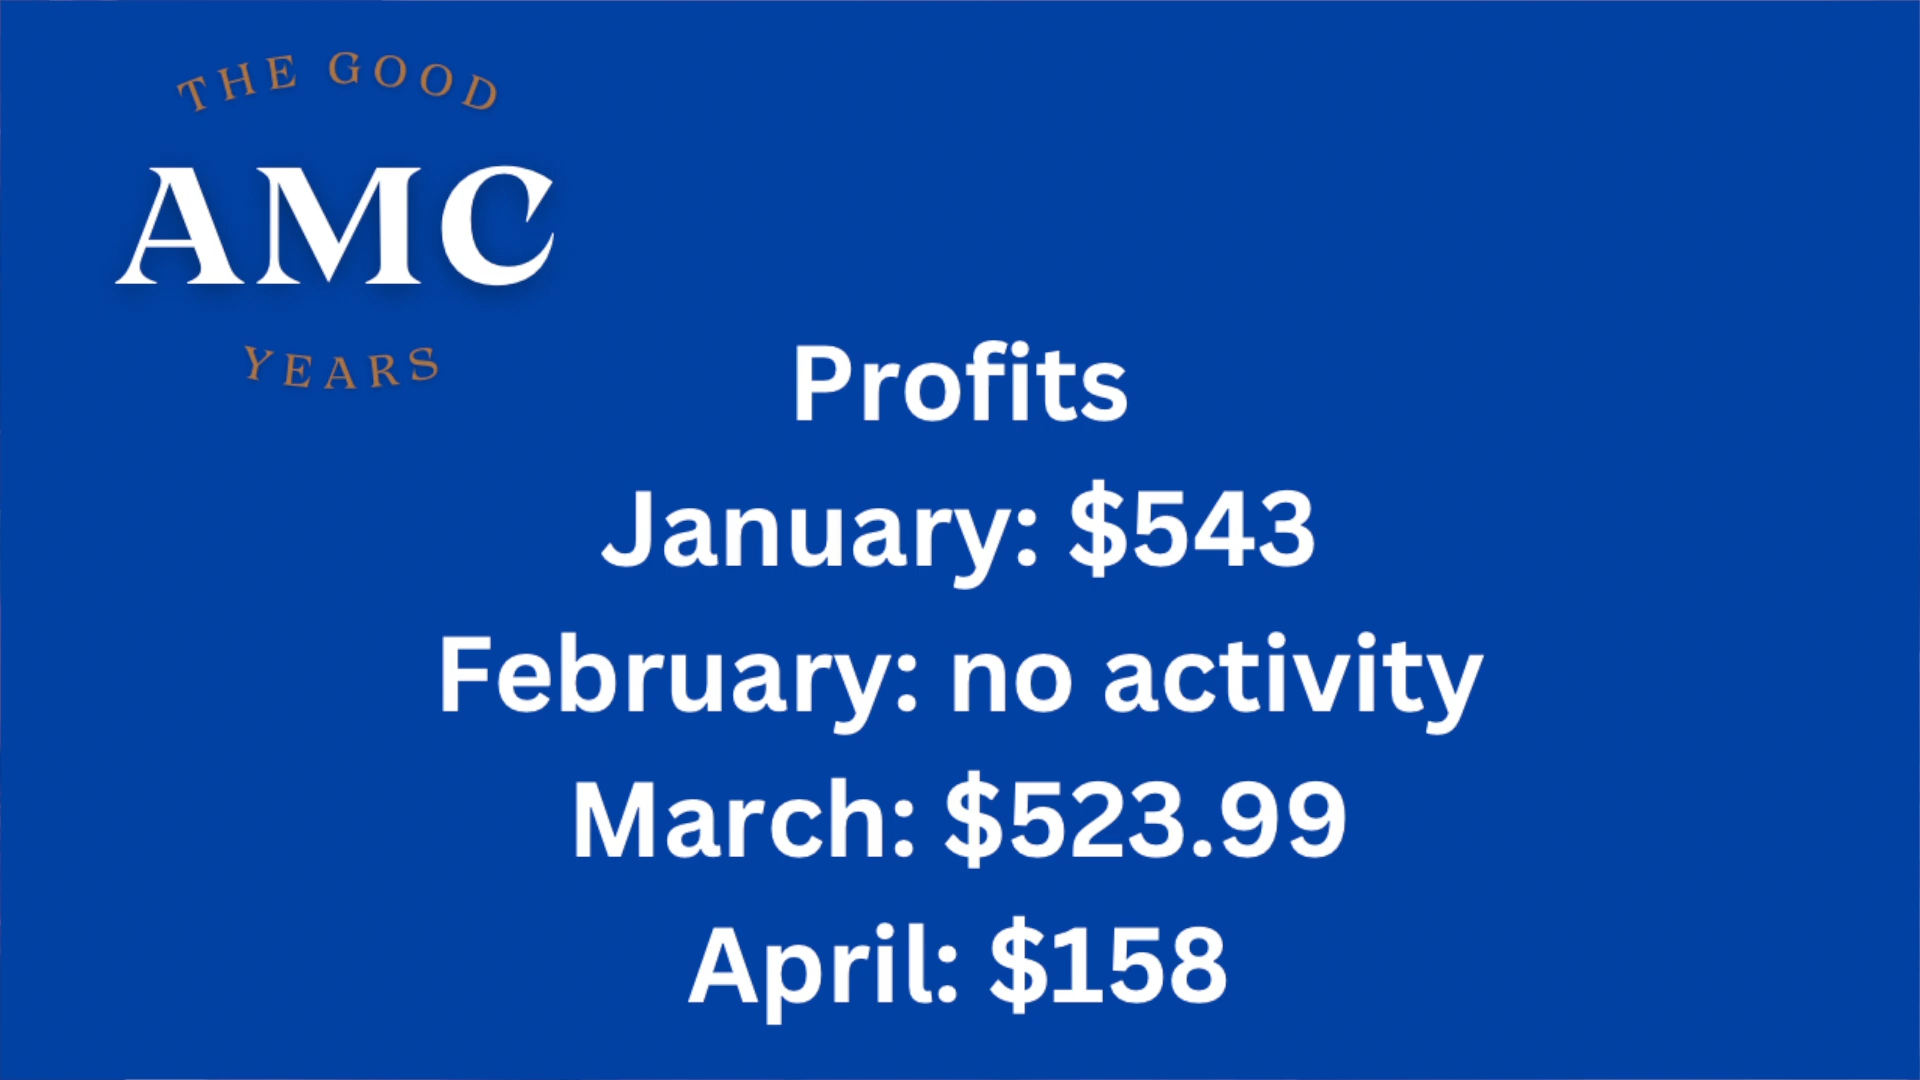 THE GOOD
AMC
YEARS
Profits
January: $543
February: no activity
March: $523.99
April: $158